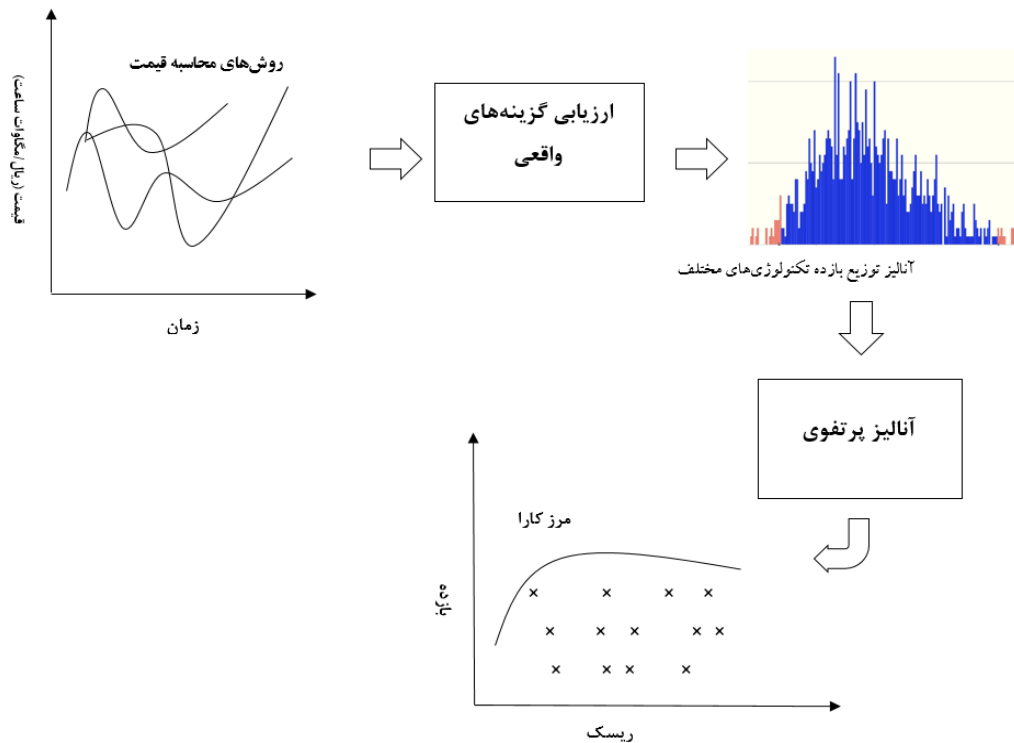 روش‌های محاسبه قیمت
قیمت (ریال/مگاوات ساعت)
زمان
ارزیابی گزینه‌های
واقعی
آنالیز توزیع بازده تکنولوژی‌های مختلف
آنالیز پرتفوی
مرز کارا
بازده
ریسک